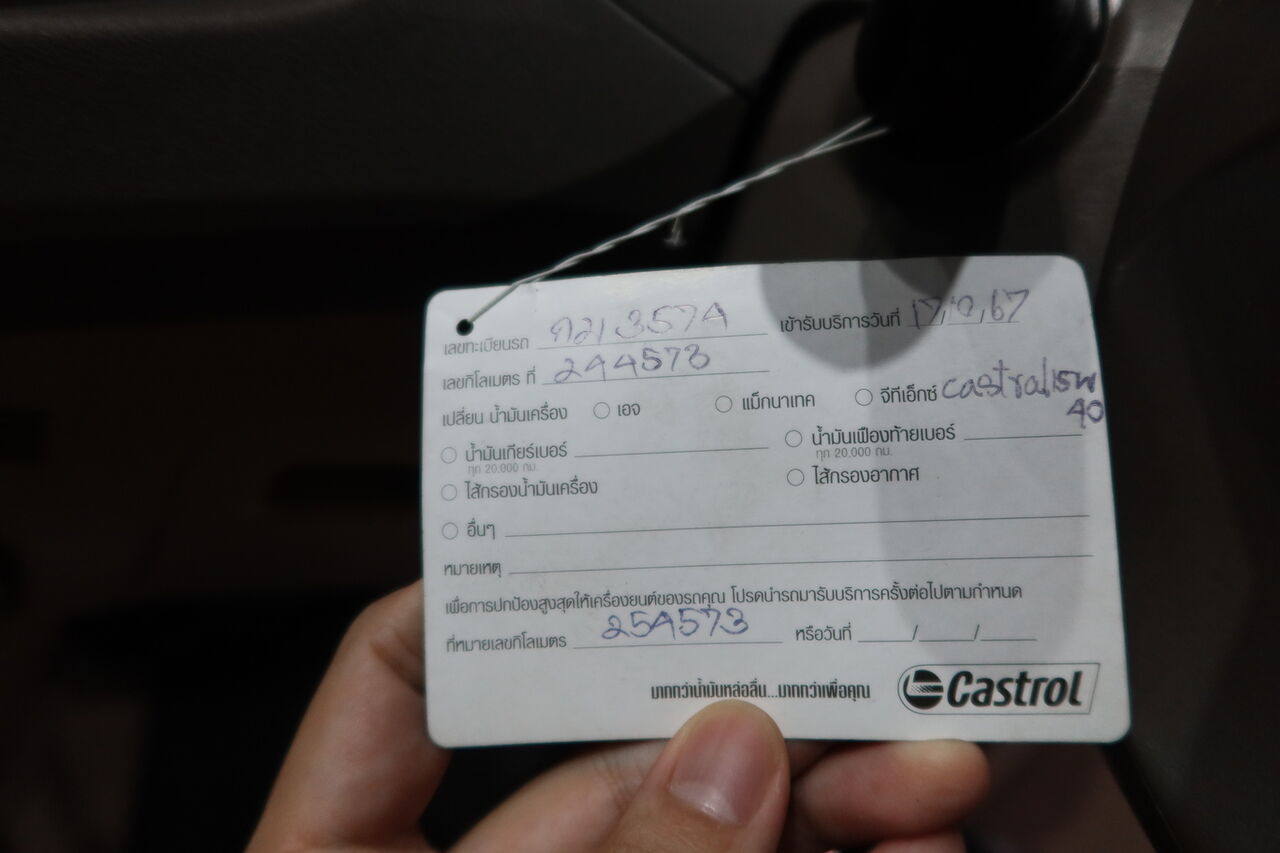 เลขทะเบียนรถ กม 3574 เข้ารับบริการวันที่ 17/10/67
เลขกิโลเมตร ที่ 244573
เปลี่ยน น้ำมันเครื่อง เอจ แม็กนาเทค จีทีเอ็กซ์ castral 15W
40
น้ำมันเกียร์เบอร์ น้ำมันเฟืองท้ายเบอร์
ทุก 20,000 กม. ทุก 20,000 กม.
ไส้กรองน้ำมันเครื่อง ไส้กรองอากาศ
อื่นๆ
หมายเหตุ
เพื่อการปกป้องสูงสุดให้เครื่องยนต์ของรถคุณ โปรดนำรถมารับบริการครั้งต่อไปตามกำหนด
ที่หมายเลขกิโลเมตร 254573 หรือวันที่ / /
มากกว่าน้ำมันหล่อลื่น...มากกว่าเพื่อคุณ Castrol